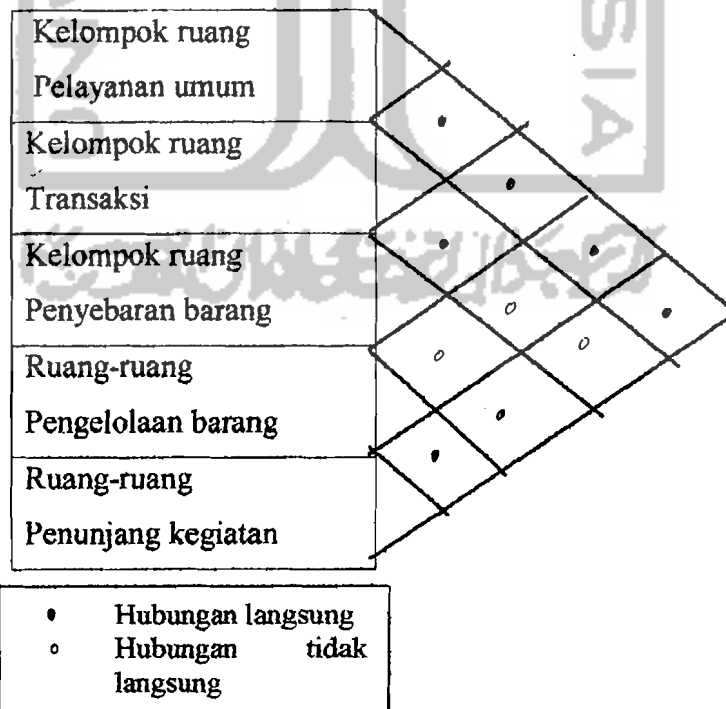 Kelompok ruang
Pelayanan umum
Kelompok ruang
Transaksi
Kelompok ruang
Penyebaran barang
Ruang-ruang
Pengelolaan barang
Ruang-ruang
Penunjang kegiatan
• Hubungan langsung
o Hubungan tidak
langsung